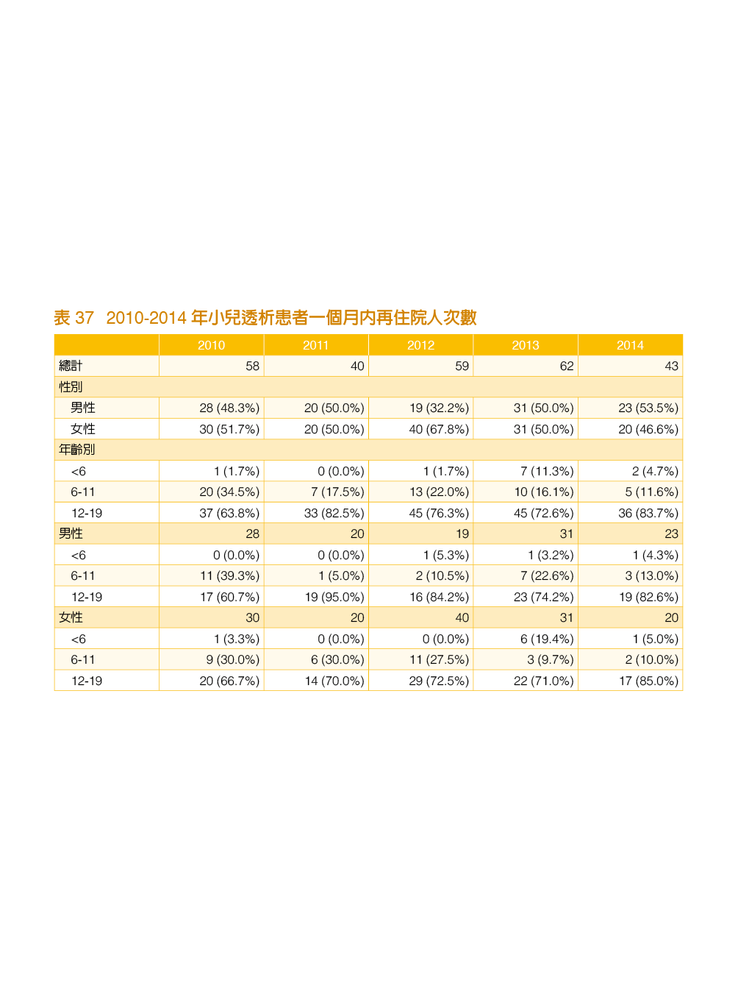 表 37 2010-2014 年小兒透析患者一個月内再住院人次數
2010 2011 2012 2013 2014
總計 58 40 59 62 43
性別
男性 28 (48.3%) 20 (50.0%) 19 (32.2%) 31 (50.0%) 23 (53.5%)
女性 30 (51.7%) 20 (50.0%) 40 (67.8%) 31 (50.0%) 20 (46.6%)
年齡別
<6 1 (1.7%) 0 (0.0%) 1 (1.7%) 7 (11.3%) 2 (4.7%)
6-11 20 (34.5%) 7 (17.5%) 13 (22.0%) 10 (16.1%) 5 (11.6%)
12-19 37 (63.8%) 33 (82.5%) 45 (76.3%) 45 (72.6%) 36 (83.7%)
男性 28 20 19 31 23
<6 0 (0.0%) 0 (0.0%) 1 (5.3%) 1 (3.2%) 1 (4.3%)
6-11 11 (39.3%) 1 (5.0%) 2 (10.5%) 7 (22.6%) 3 (13.0%)
12-19 17 (60.7%) 19 (95.0%) 16 (84.2%) 23 (74.2%) 19 (82.6%)
女性 30 20 40 31 20
<6 1 (3.3%) 0 (0.0%) 0 (0.0%) 6 (19.4%) 1 (5.0%)
6-11 9 (30.0%) 6 (30.0%) 11 (27.5%) 3 (9.7%) 2 (10.0%)
12-19 20 (66.7%) 14 (70.0%) 29 (72.5%) 22 (71.0%) 17 (85.0%)